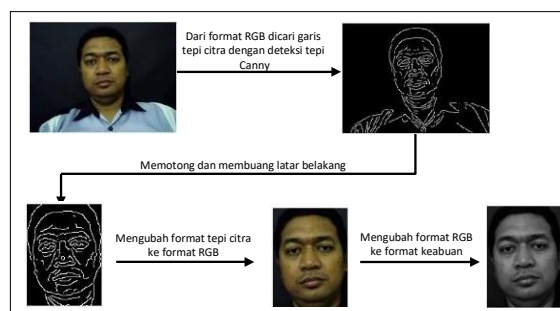 Dari format RGB dicari garis
tepi citra dengan deteksi tepi
Canny
Memotong dan membuang latar belakang
Mengubah format tepi citra
ke format RGB
Mengubah format RGB
ke format keabuan